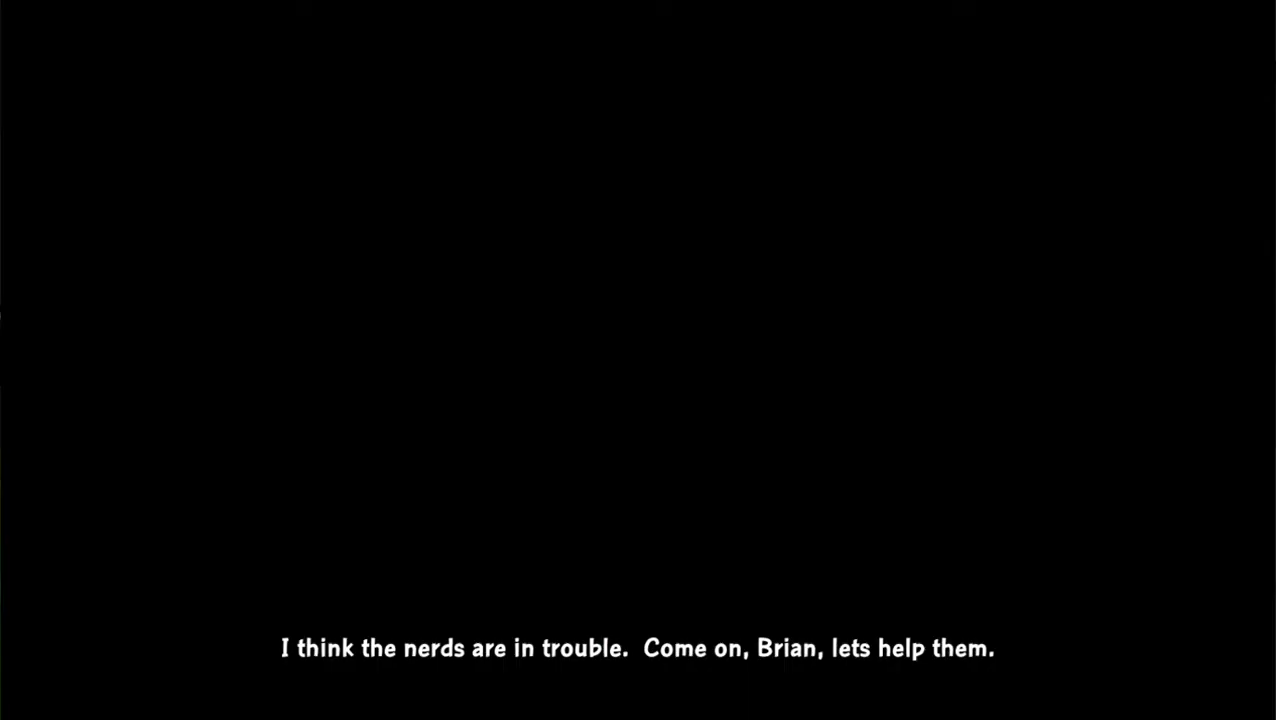 I think the nerds are in trouble.  Come on, Brian, lets help them.